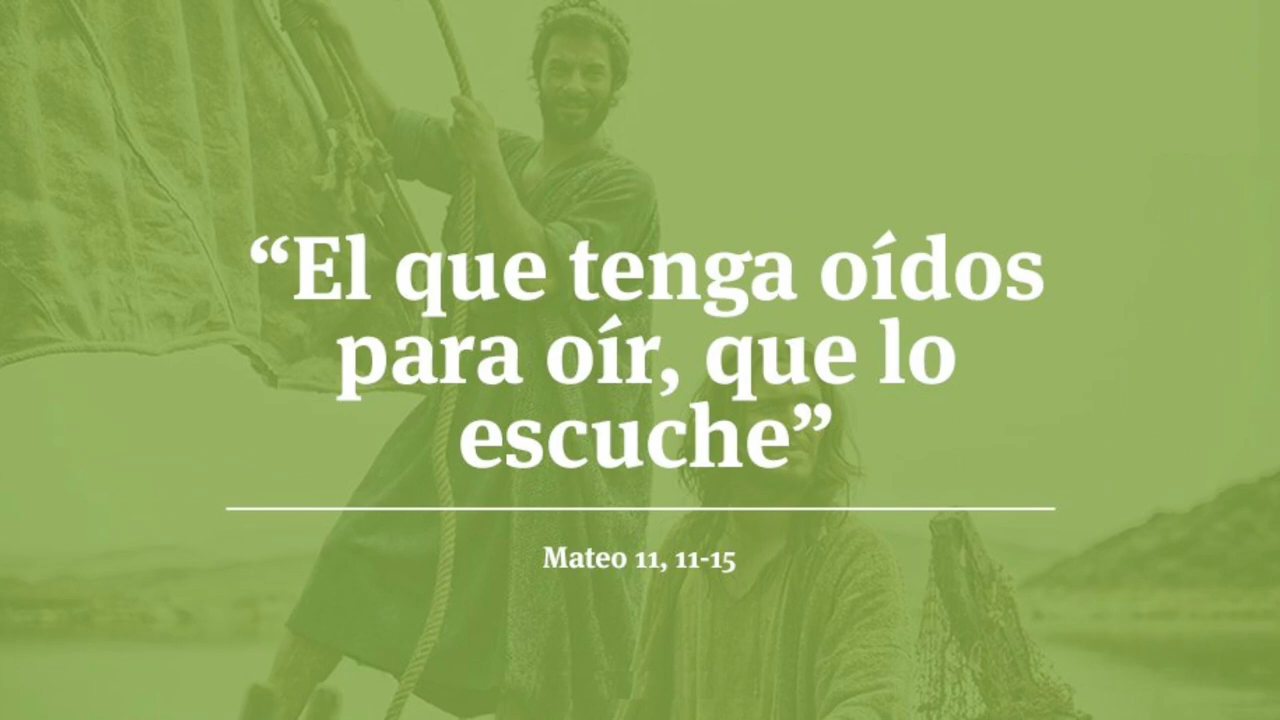 “El que tenga oídos
para oír, que lo
escuche”
Mateo 11, 11-15